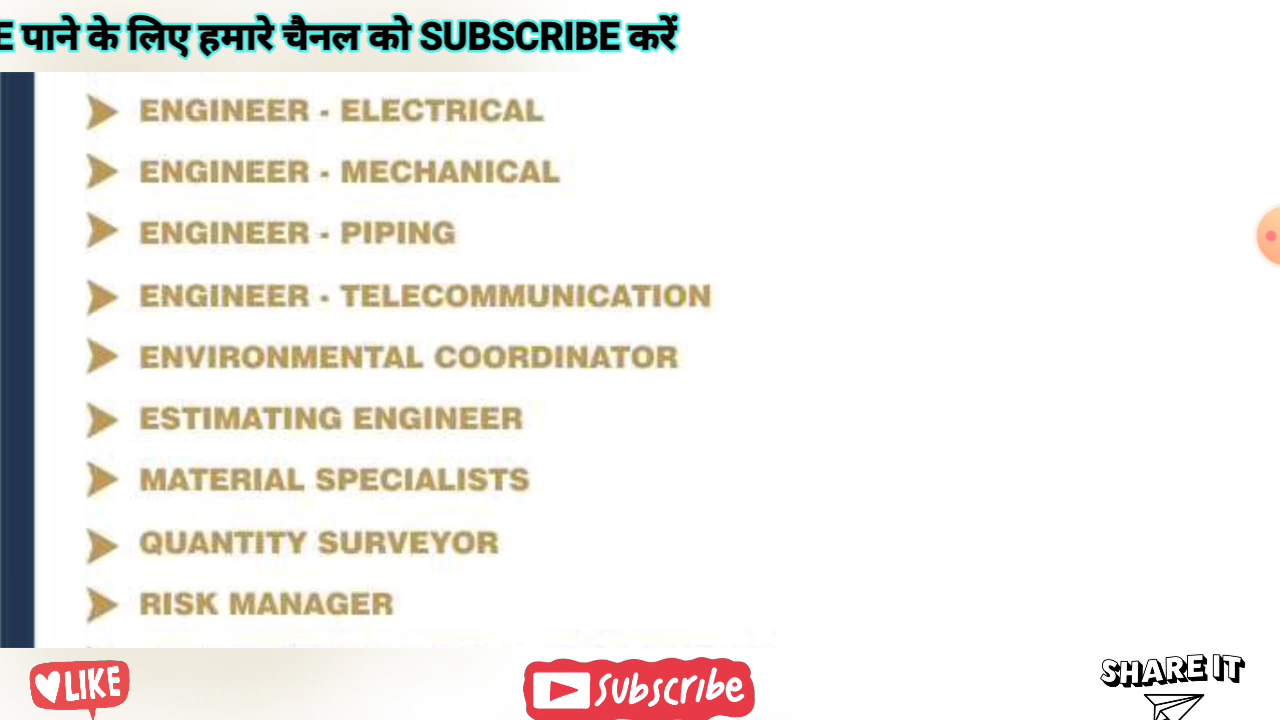 E पाने के लिए हमारे चैनल को SUBSCRIBE करें
ENGINEER - ELECTRICAL
ENGINEER - MECHANICAL
ENGINEER - PIPING
ENGINEER - TELECOMMUNICATION
ENVIRONMENTAL COORDINATOR
ESTIMATING ENGINEER
MATERIAL SPECIALISTS
QUANTITY SURVEYOR
RISK MANAGER
LIKE Subscribe SHARE IT